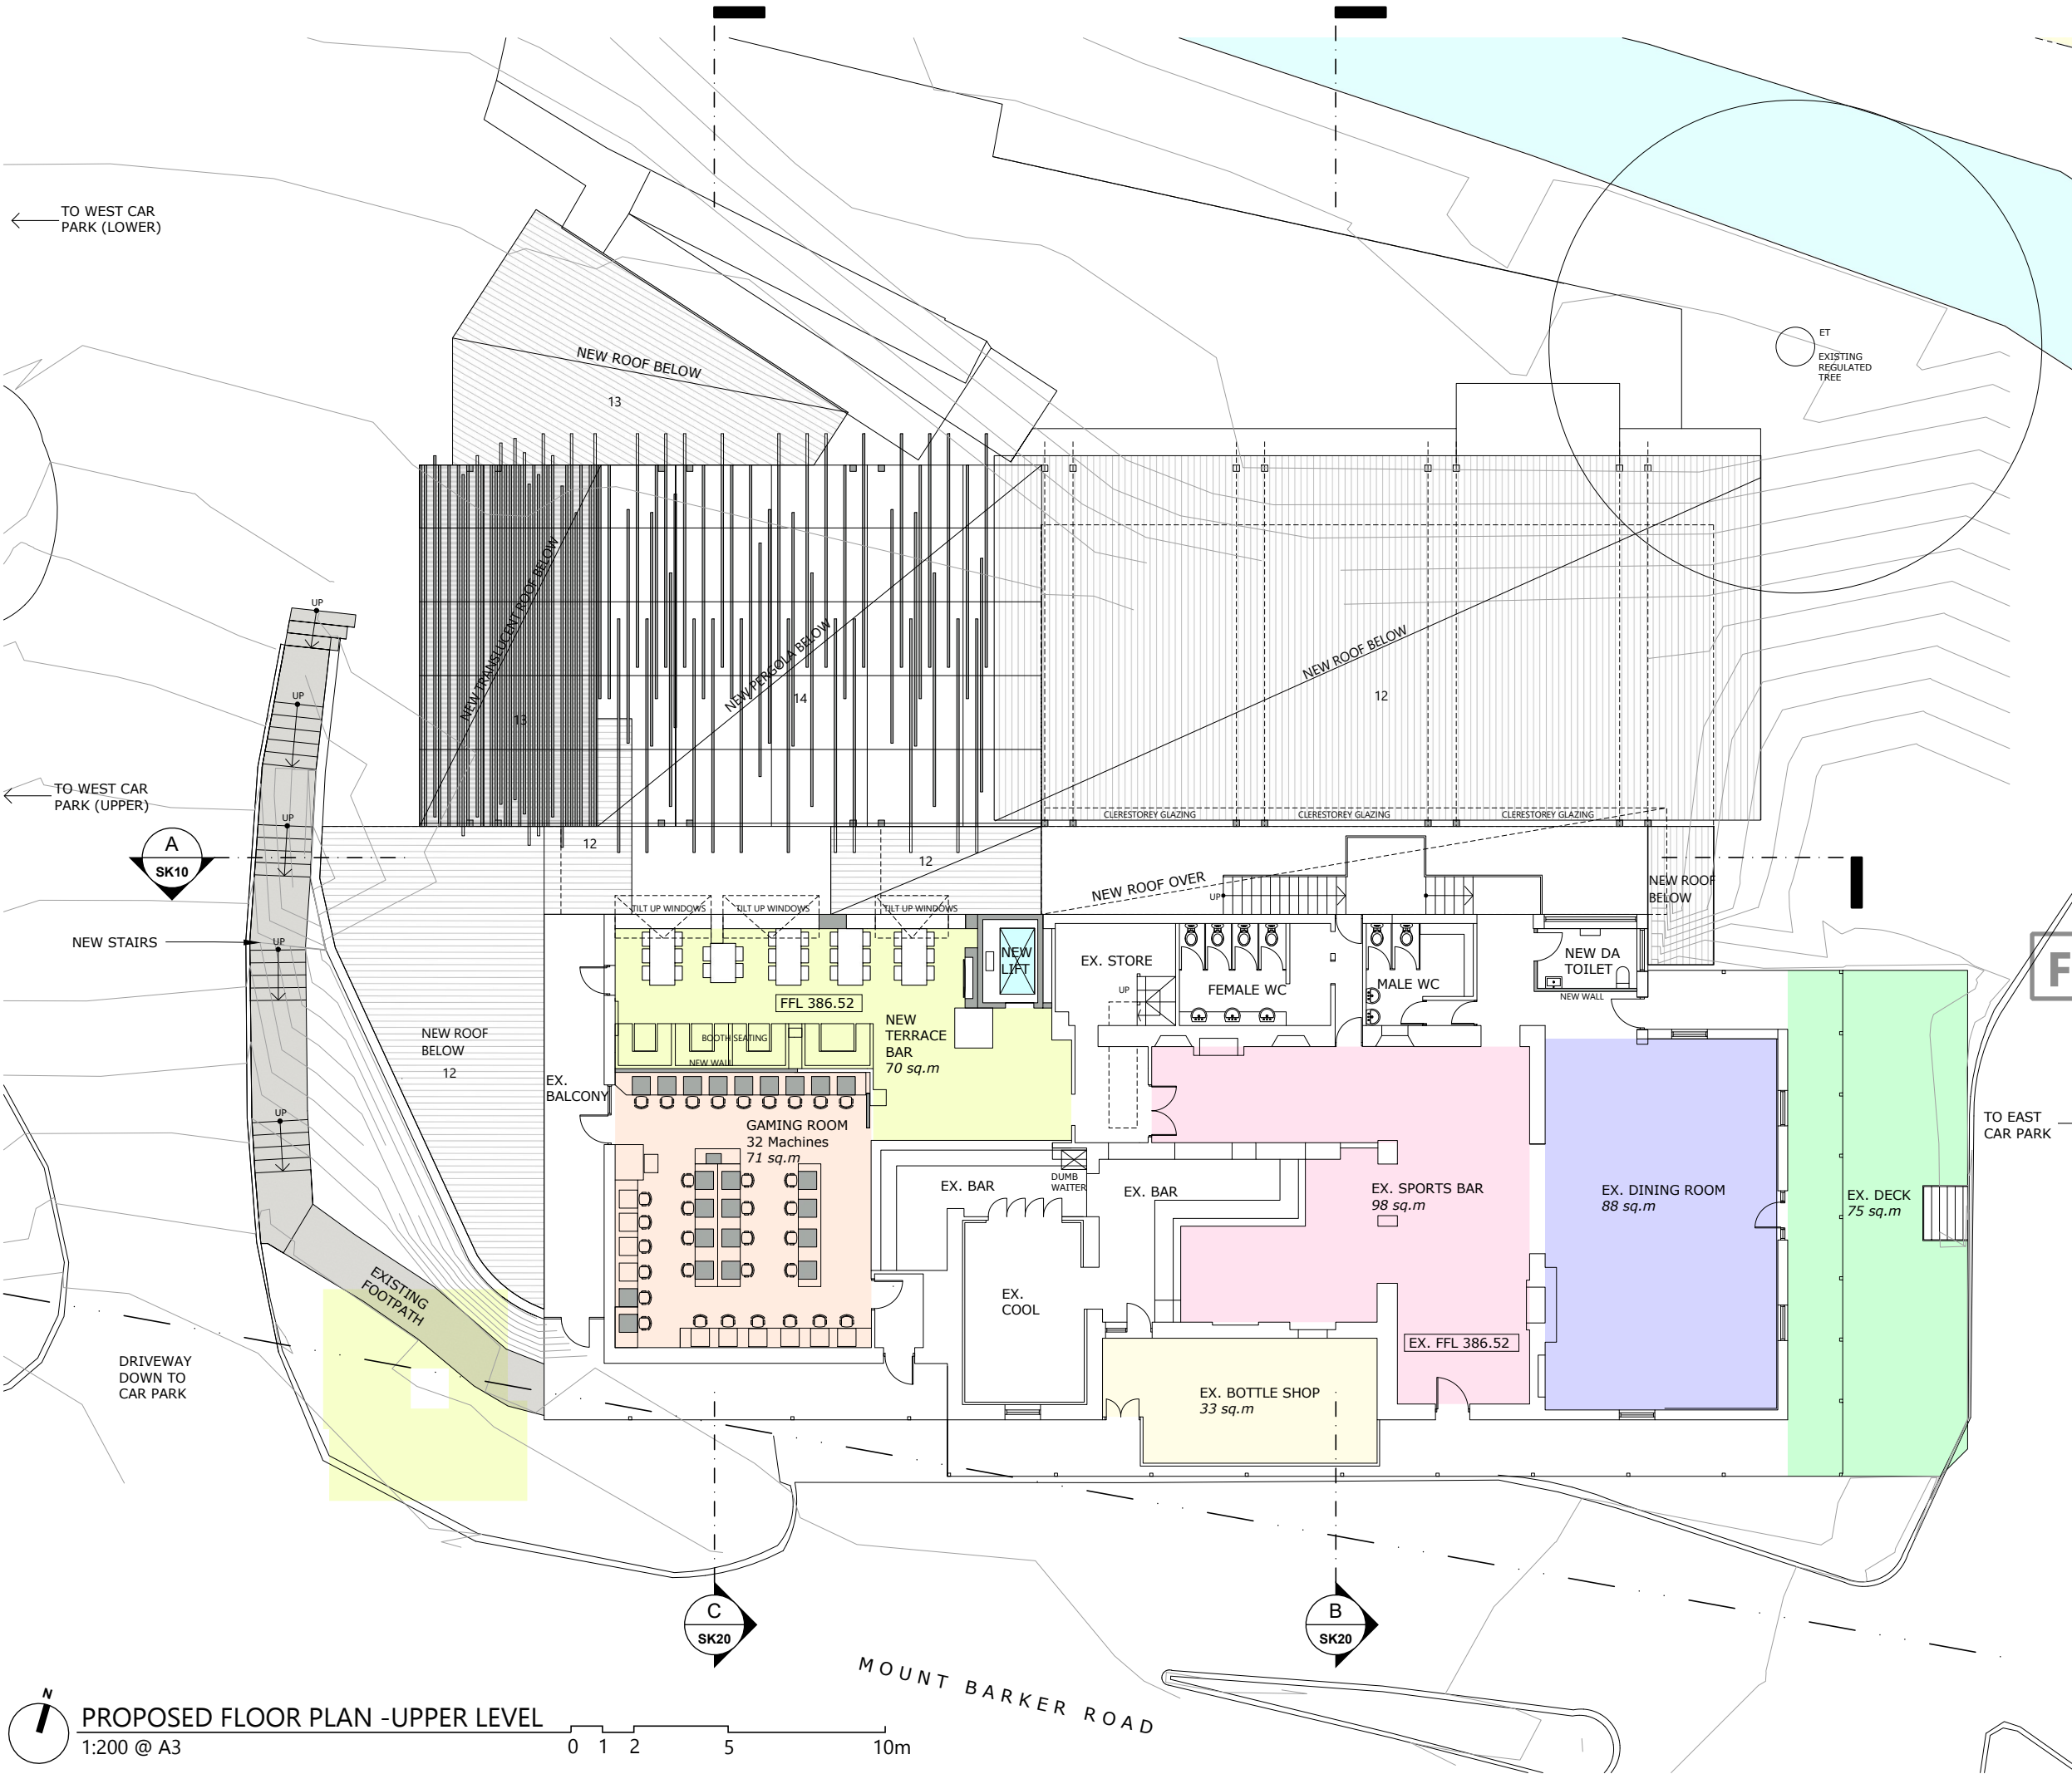 TO WEST CAR
PARK (LOWER)
ET
EXISTING
REGULATED
TREE
NEW ROOF BELOW
13
NEW TRANSLUCENT ROOF BELOW
13
NEW PERGOLA BELOW
14
NEW ROOF BELOW
12
UP
UP
UP
UP
UP
TO WEST CAR
PARK (UPPER)
CLERESTOREY GLAZING
CLERESTOREY GLAZING
CLERESTOREY GLAZING
A
SK10
12
12
NEW ROOF OVER
UP
NEW ROOF
BELOW
TILT UP WINDOWS
TILT UP WINDOWS
TILT UP WINDOWS
NEW STAIRS
NEW
LIFT
EX. STORE
UP
FEMALE WC
MALE WC
NEW DA
TOILET
NEW WALL
F
FFL 386.52
NEW
TERRACE
BAR
70 sq.m
BOOTH SEATING
NEW WALL
NEW ROOF
BELOW
12
EX.
BALCONY
GAMING ROOM
32 Machines
71 sq.m
TO EAST
CAR PARK
EX. BAR
DUMB
WAITER
EX. BAR
EX. SPORTS BAR
98 sq.m
EX. DINING ROOM
88 sq.m
EX. DECK
75 sq.m
EXISTING
FOOTPATH
EX.
COOL
EX. FFL 386.52
DRIVEWAY
DOWN TO
CAR PARK
EX. BOTTLE SHOP
33 sq.m
C
SK20
B
SK20
MOUNT BARKER ROAD
N
PROPOSED FLOOR PLAN -UPPER LEVEL
1:200 @ A3
0 1 2 5 10m